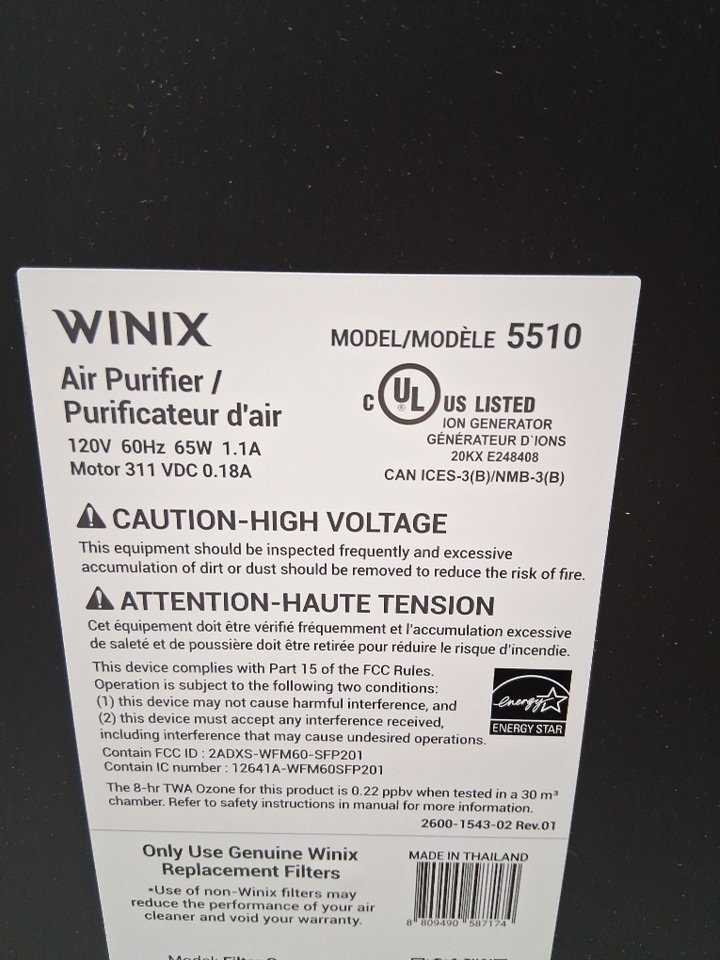 WINIX
MODEL/MODÈLE 5510
Air Purifier /
Purificateur d'air
120V 60Hz 65W 1.1A
Motor 311 VDC 0.18A
C UL® US LISTED
ION GENERATOR
GÉNÉRATEUR D'IONS
20KX E248408
CAN ICES-3(B)/NMB-3(B)
CAUTION-HIGH VOLTAGE
This equipment should be inspected frequently and excessive
accumulation of dirt or dust should be removed to reduce the risk of fire.
ATTENTION-HAUTE TENSION
Cet équipement doit être vérifié fréquemment et l'accumulation excessive
de saleté et de poussière doit être retirée pour réduire le risque d'incendie.
This device complies with Part 15 of the FCC Rules.
Operation is subject to the following two conditions:
(1) this device may not cause harmful interference, and
(2) this device must accept any interference received,
including interference that may cause undesired operations.
energy
ENERGY STAR
Contain FCC ID : 2ADXS-WFM60-SFP201
Contain IC number : 12641A-WFM60SFP201
The 8-hr TWA Ozone for this product is 0.22 ppbv when tested in a 30 m³
chamber. Refer to safety instructions in manual for more information.
2600-1543-02 Rev.01
Only Use Genuine Winix
Replacement Filters
*Use of non-Winix filters may
reduce the performance of your air
cleaner and void your warranty.
MADE IN THAILAND
8 809490 587174
Model: Filter